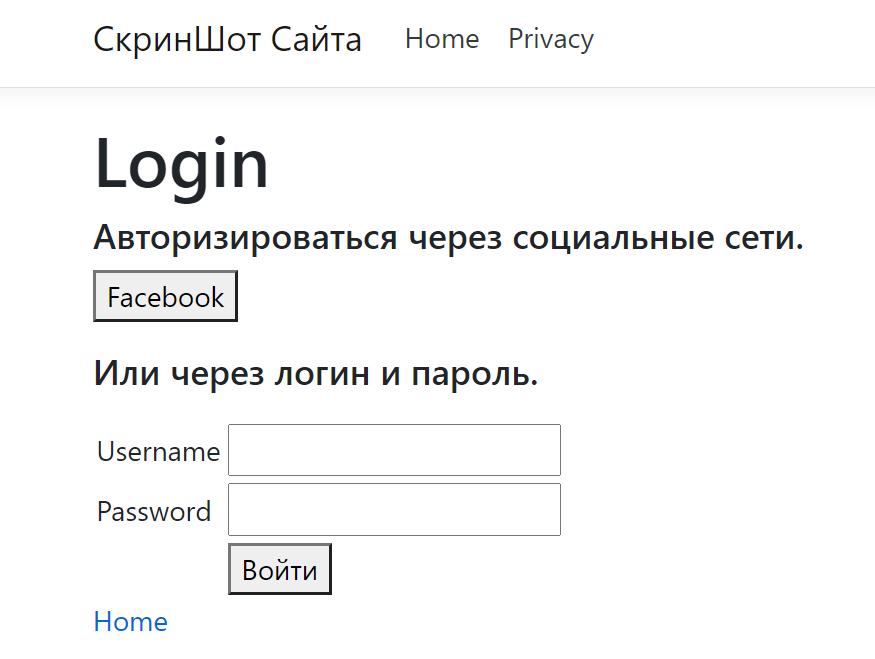 СкринШот Сайта Home Privacy
Login
Авторизироваться через социальные сети.
Facebook
Или через логин и пароль.
Username
Password
Войти
Home